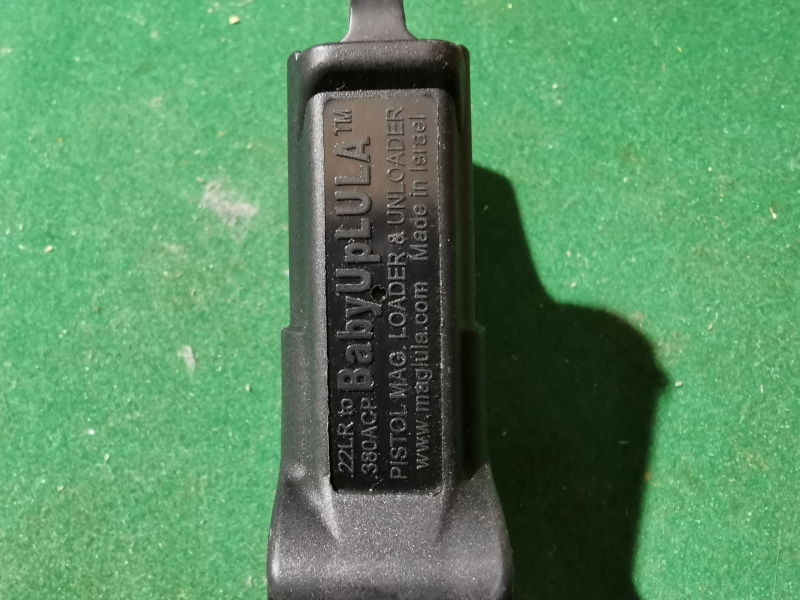 .22LR to
.380ACP BabyUpLULA™
PISTOL MAG. LOADER & UNLOADER
www.maglula.com Made in Israel